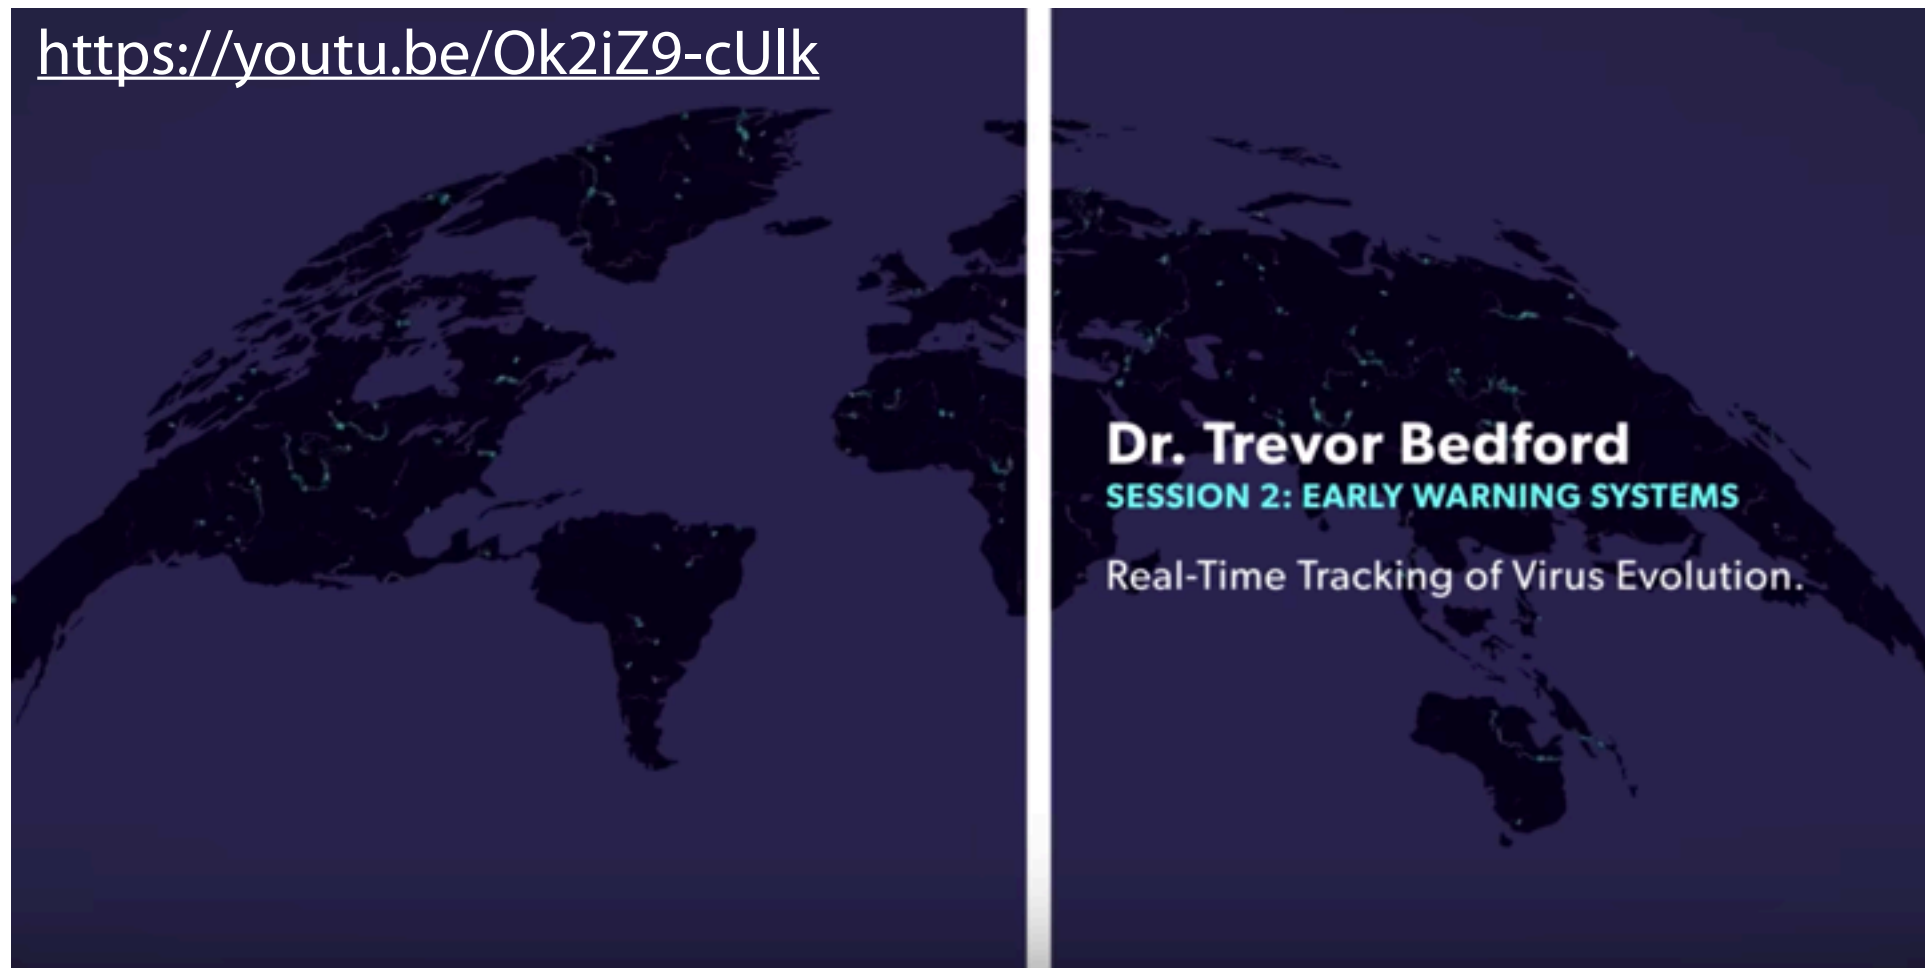 https://youtu.be/Ok2iZ9-cUlk
Dr. Trevor Bedford
SESSION 2: EARLY WARNING SYSTEMS
Real-Time Tracking of Virus Evolution.